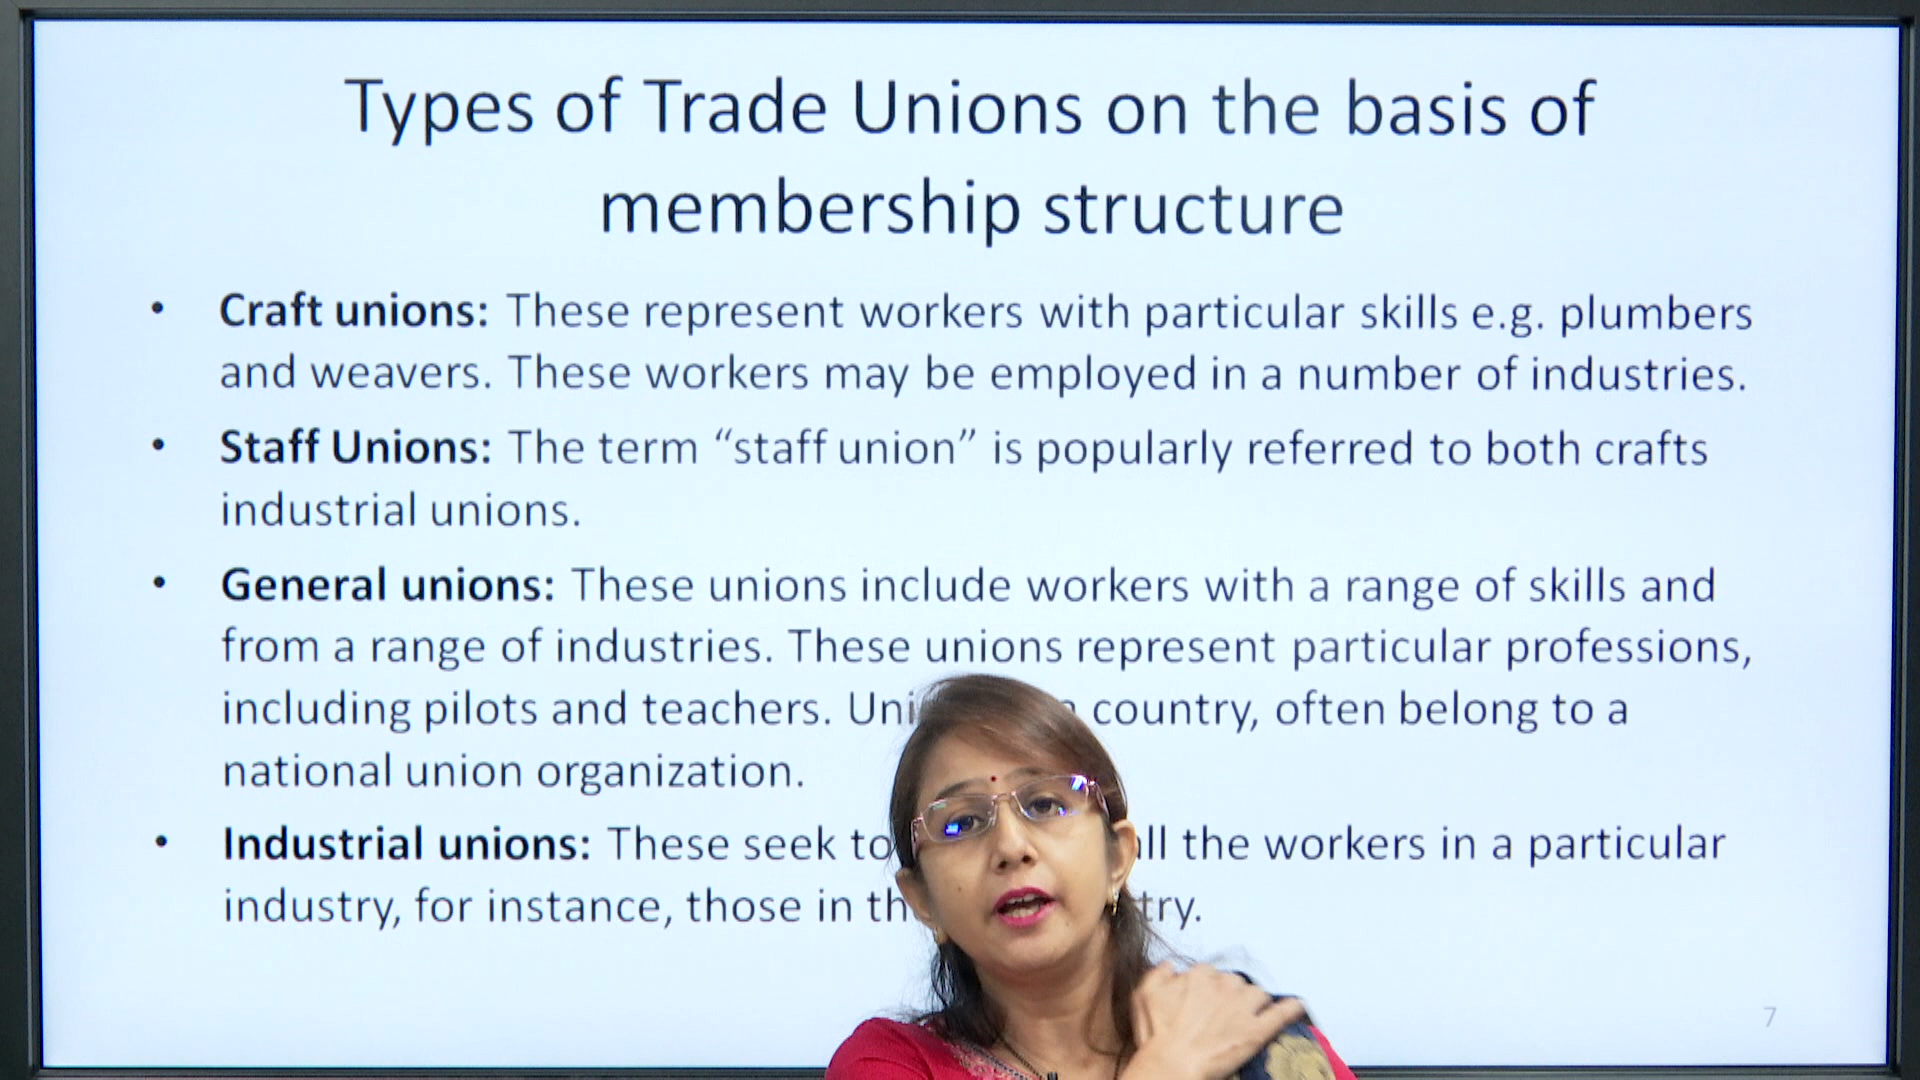 Types of Trade Unions on the basis of
membership structure
• Craft unions: These represent workers with particular skills e.g. plumbers
and weavers. These workers may be employed in a number of industries.
• Staff Unions: The term “staff union” is popularly referred to both crafts
industrial unions.
• General unions: These unions include workers with a range of skills and
from a range of industries. These unions represent particular professions,
including pilots and teachers. country, often belong to a
national union organization.
• Industrial unions: These seek to the workers in a particular
industry, for instance, those in
7